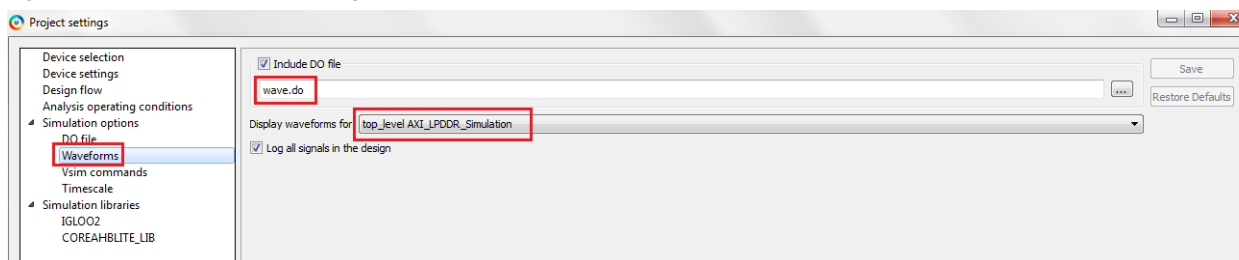 Project settings
Device selection
Device settings
Design flow
Analysis operating conditions
Simulation options
DO file
Waveforms
Vsim commands
Timescale
Simulation libraries
IGLOO2
COREAHBLITE_LIB
Include DO file
wave.do
...
Display waveforms for top_level AXI_LPDDR_Simulation
Log all signals in the design
Save
Restore Defaults